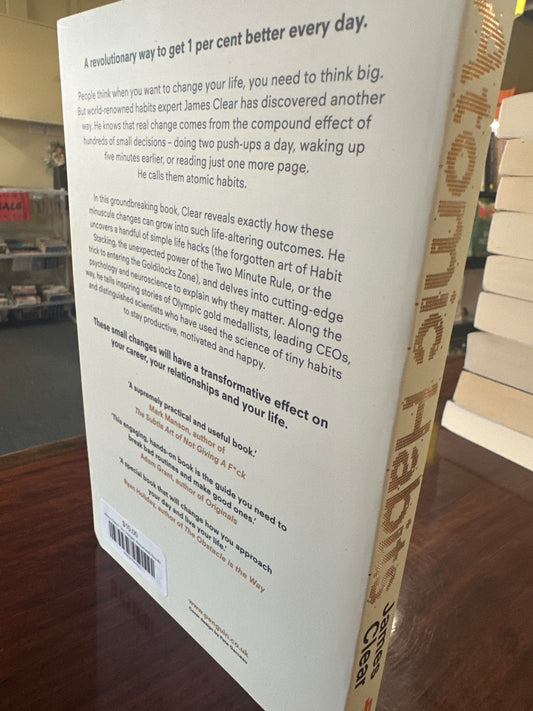 A revolutionary way to get 1 per cent better every day.
People think when you want to change your life, you need to think big.
But world-renowned habits expert James Clear has discovered another
way. He knows that real change comes from the compound effect of
hundreds of small decisions – doing two push-ups a day, waking up
five minutes earlier, or reading just one more page.
He calls them atomic habits.
In this groundbreaking book, Clear reveals exactly how these
minuscule changes can grow into such life-altering outcomes. He
uncovers a handful of simple life hacks (the forgotten art of Habit
Stacking, the unexpected power of the Two Minute Rule, or the
trick to entering the Goldilocks Zone), and delves into cutting-edge
psychology and neuroscience to explain why they matter. Along the
way, he tells inspiring stories of Olympic gold medallists, leading CEOs,
and distinguished scientists who have used the science of tiny habits
to stay productive, motivated and happy.
These small changes will have a transformative effect on
your career, your relationships and your life.
'A supremely practical and useful book.'
Mark Manson, author of
The Subtle Art of Not Giving A F*ck
'This engaging, hands-on book is the guide you need to
break bad routines and make good ones.'
Adam Grant, author of Originals
'A special book that will change how you approach
your day and live your life.'
Ryan Holiday, author of The Obstacle is the Way
www.penguin.co.uk
Atomic Habits
James
Clear